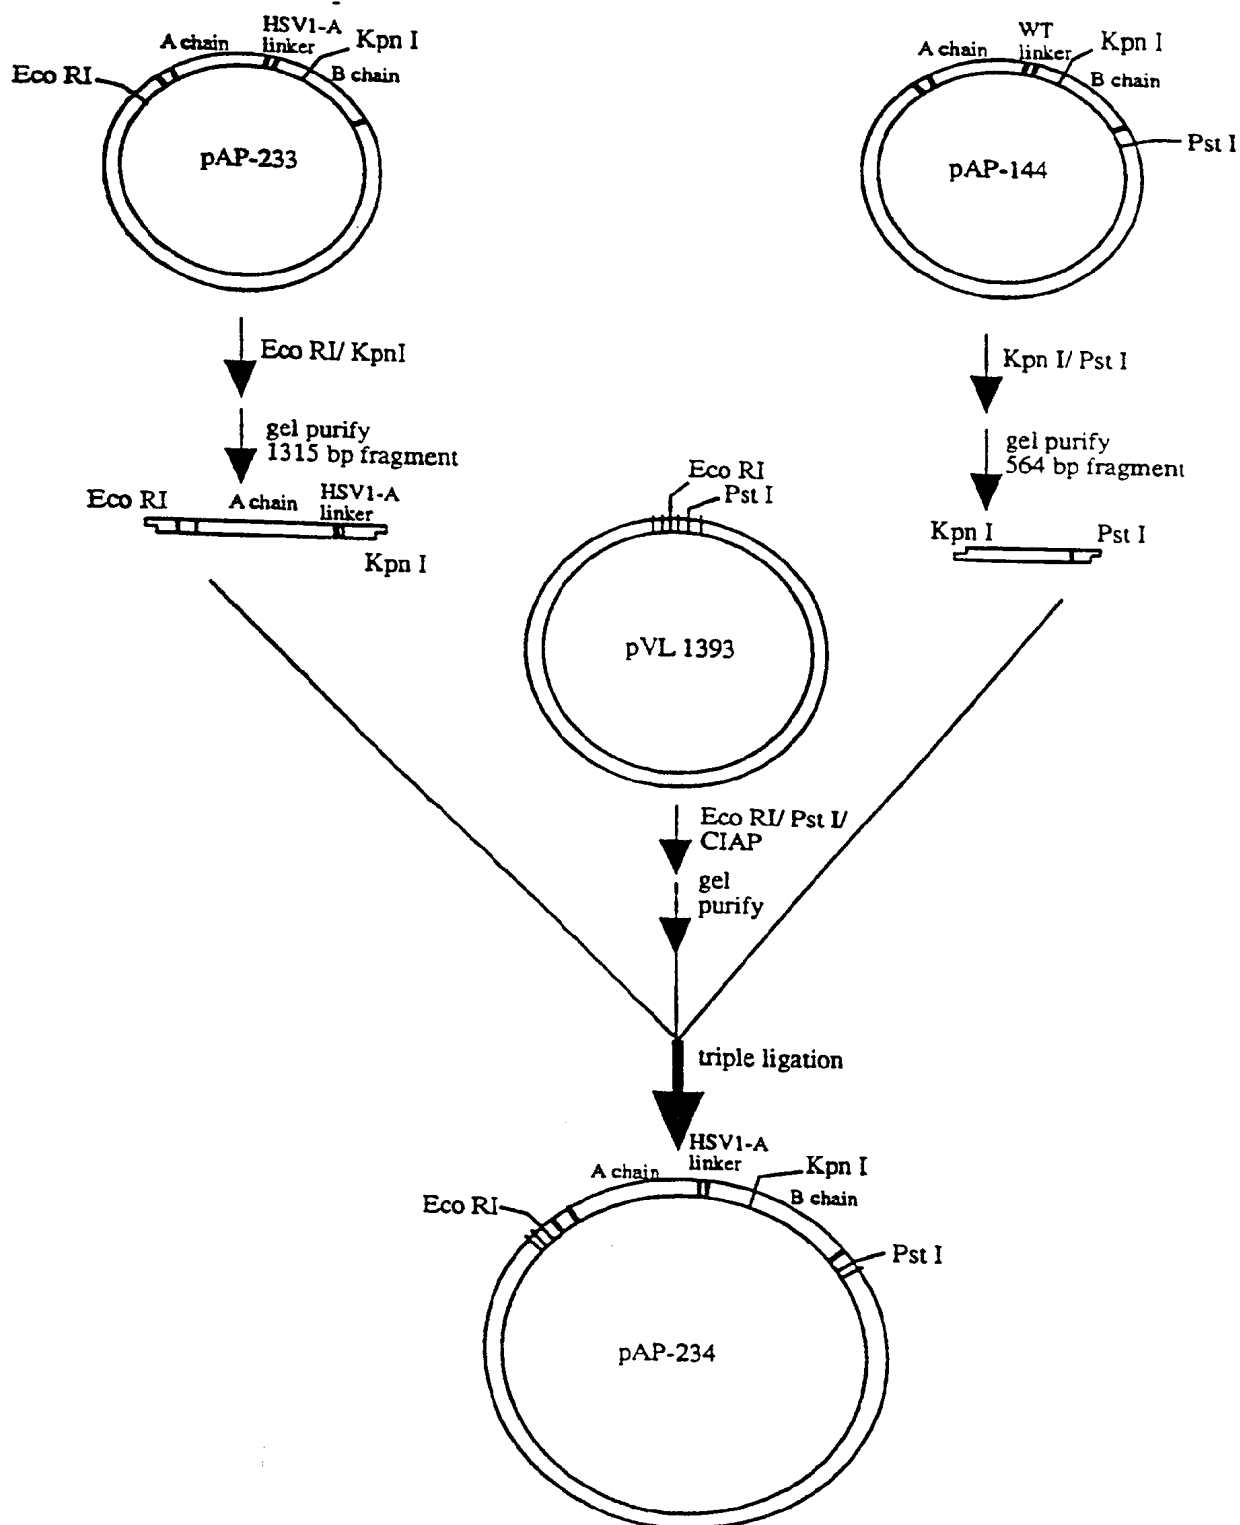 HSV1-A
linker
A chain
Kpn I
B chain
Eco RI
pAP-233
WT
linker
A chain
Kpn I
B chain
Pst I
pAP-144
Eco RI/ KpnI
gel purify
1315 bp fragment
Kpn I/ Pst I
gel purify
564 bp fragment
Eco RI
A chain
HSV1-A
linker
Kpn I
Eco RI
Pst I
Kpn I
Pst I
pVL 1393
Eco RI/ Pst I/
CIAP
gel
purify
triple ligation
HSV1-A
linker
A chain
Kpn I
B chain
Eco RI
Pst I
pAP-234